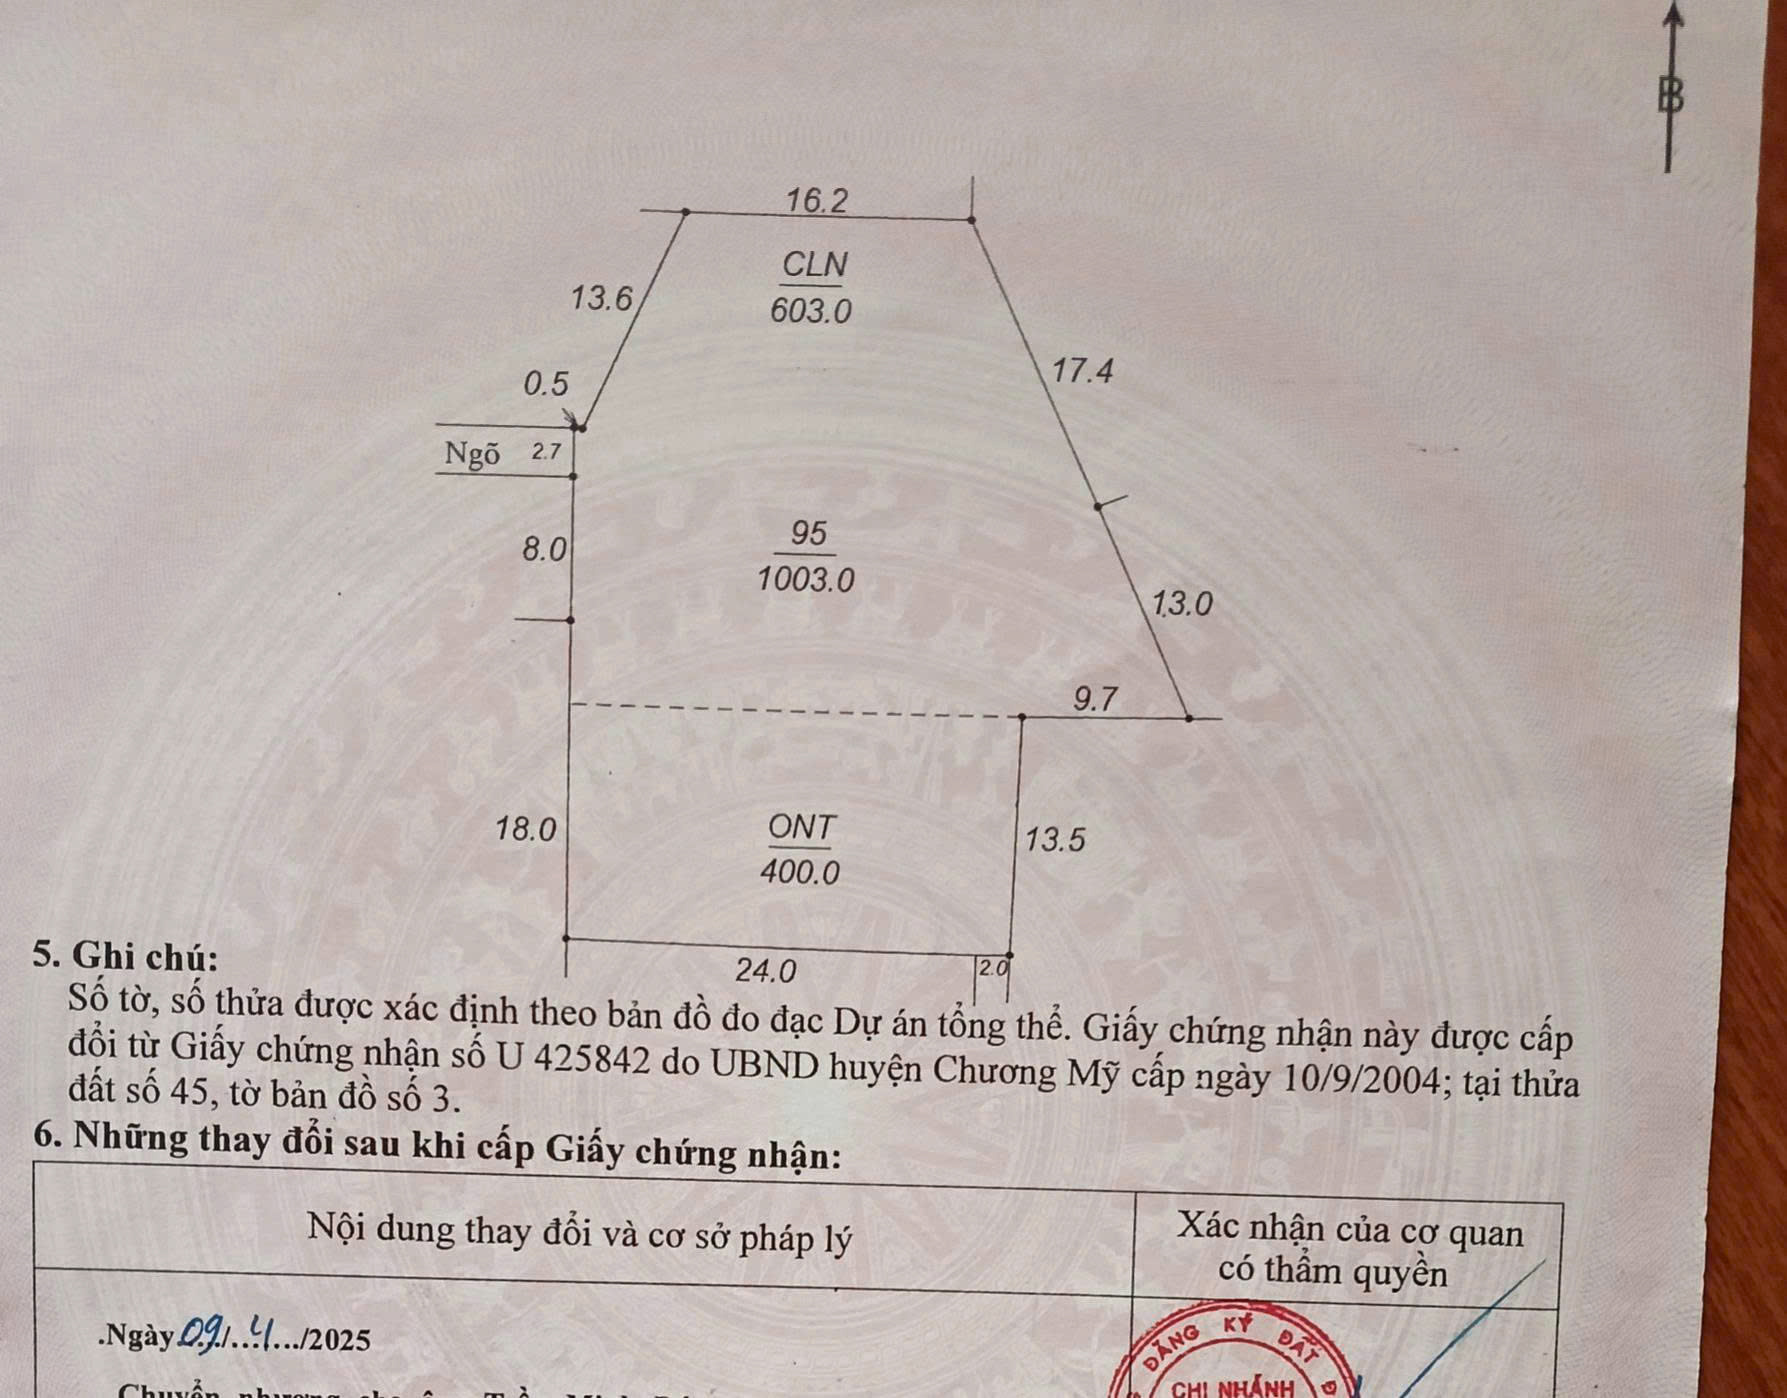 B
16.2
CLN
603.0
13.6
17.4
0.5
Ngõ 2.7
95
1003.0
8.0
13.0
9.7
ONT
400.0
18.0
13.5
24.0
2.0
5. Ghi chú:
Số tờ, số thửa được xác định theo bản đồ đo đạc Dự án tổng thể. Giấy chứng nhận này được cấp
đổi từ Giấy chứng nhận số U 425842 do UBND huyện Chương Mỹ cấp ngày 10/9/2004; tại thửa
đất số 45, tờ bản đồ số 3.
6. Những thay đổi sau khi cấp Giấy chứng nhận:
Nội dung thay đổi và cơ sở pháp lý
Xác nhận của cơ quan
có thẩm quyền
.Ngày 09/...4.../2025
ĐĂNG KÝ ĐẤT Đ
CHI NHÁNH